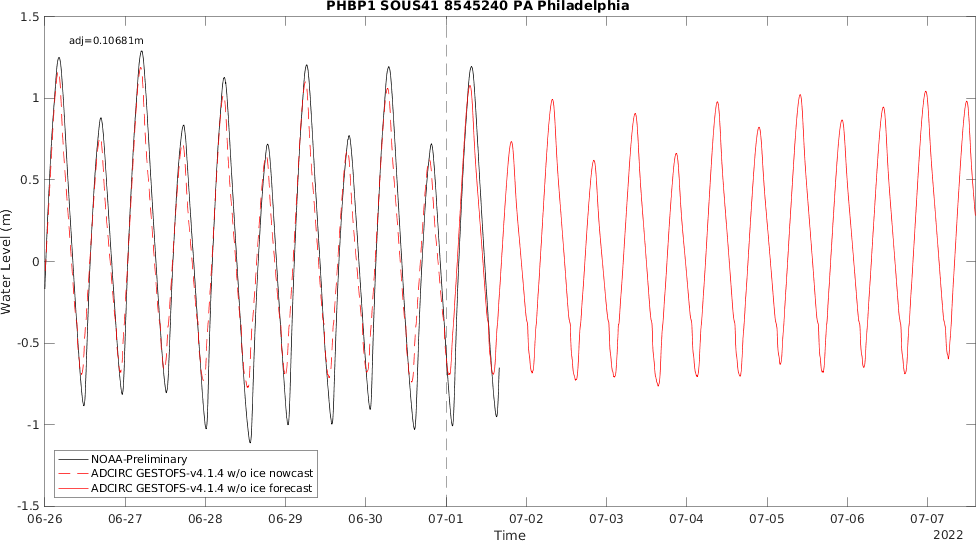 PHBP1 SOUS41 8545240 PA Philadelphia
1.5
adj=0.10681m
1
0.5
0
-0.5
-1
-1.5
Water Level (m)
NOAA-Preliminary
ADCIRC GESTOFS-v4.1.4 w/o ice nowcast
ADCIRC GESTOFS-v4.1.4 w/o ice forecast
06-26 06-27 06-28 06-29 06-30 07-01 07-02 07-03 07-04 07-05 07-06 07-07
Time
2022